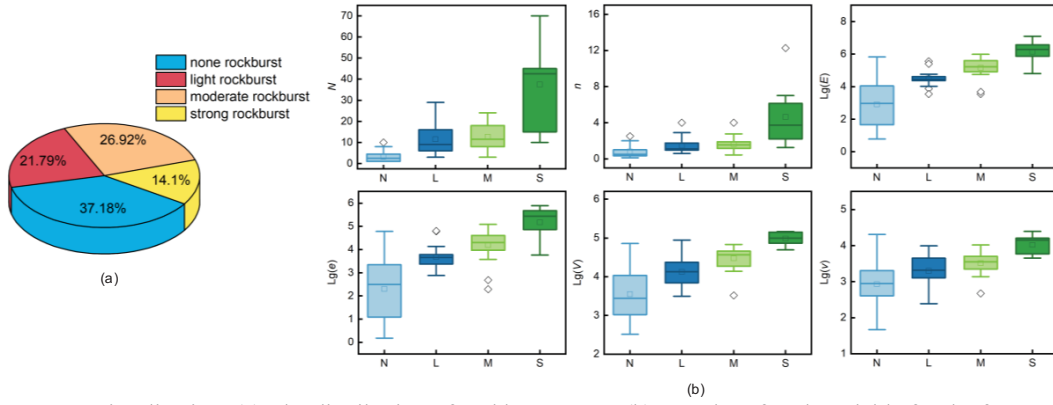 (a)
none rockburst
light rockburst
moderate rockburst
strong rockburst
26.92%
21.79%
14.1%
37.18%
(a)
N
70
60
50
40
30
20
10
0
N L M S
n
16
12
8
4
0
N L M S
Lg(E)
8
6
4
2
0
N L M S
Lg(e)
6
5
4
3
2
1
0
N L M S
Lg(V)
6
5
4
3
2
N L M S
Lg(v)
5
4
3
2
1
N L M S
(b)